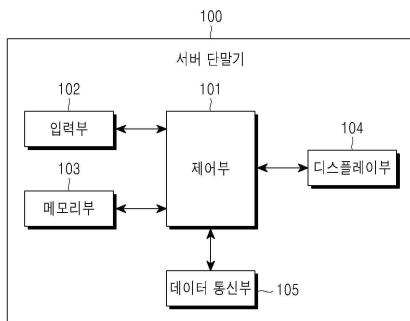 100
서버 단말기
102
101
입력부
104
103
제어부
디스플레이부
메모리부
데이터 통신부
105